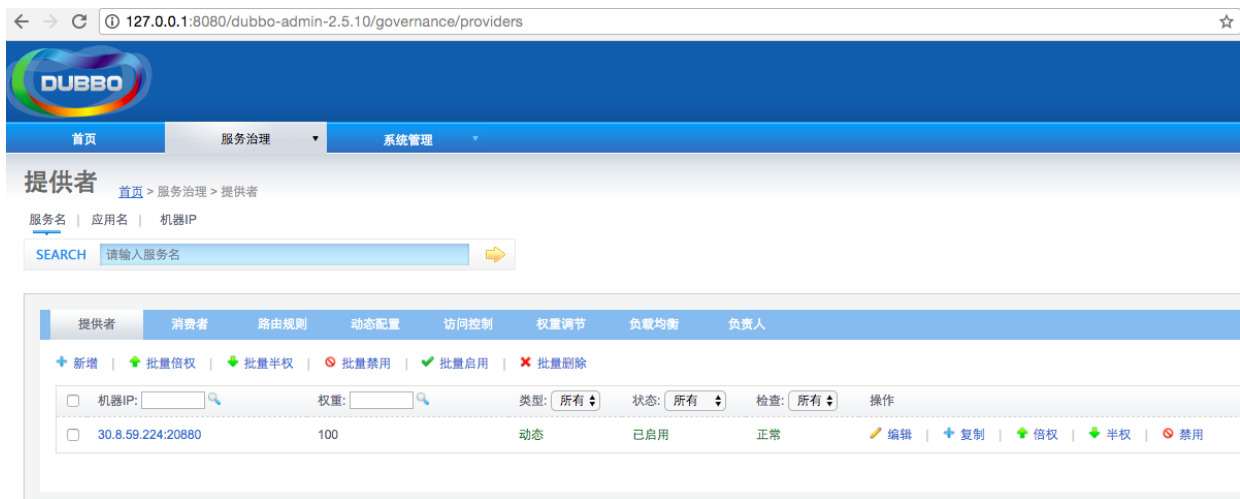 127.0.0.1:8080/dubbo-admin-2.5.10/governance/providers
DUBBO
首页 服务治理 系统管理
提供者 首页 > 服务治理 > 提供者
服务名 | 应用名 | 机器IP
SEARCH 请输入服务名
提供者 消费者 路由规则 动态配置 访问控制 权重调节 负载均衡 负责人
新增 | 批量倍权 | 批量半权 | 批量禁用 | 批量启用 | 批量删除
机器IP: 权重: 类型: 所有 状态: 所有 检查: 所有 操作
30.8.59.224:20880 100 动态 已启用 正常 编辑 | 复制 | 倍权 | 半权 | 禁用